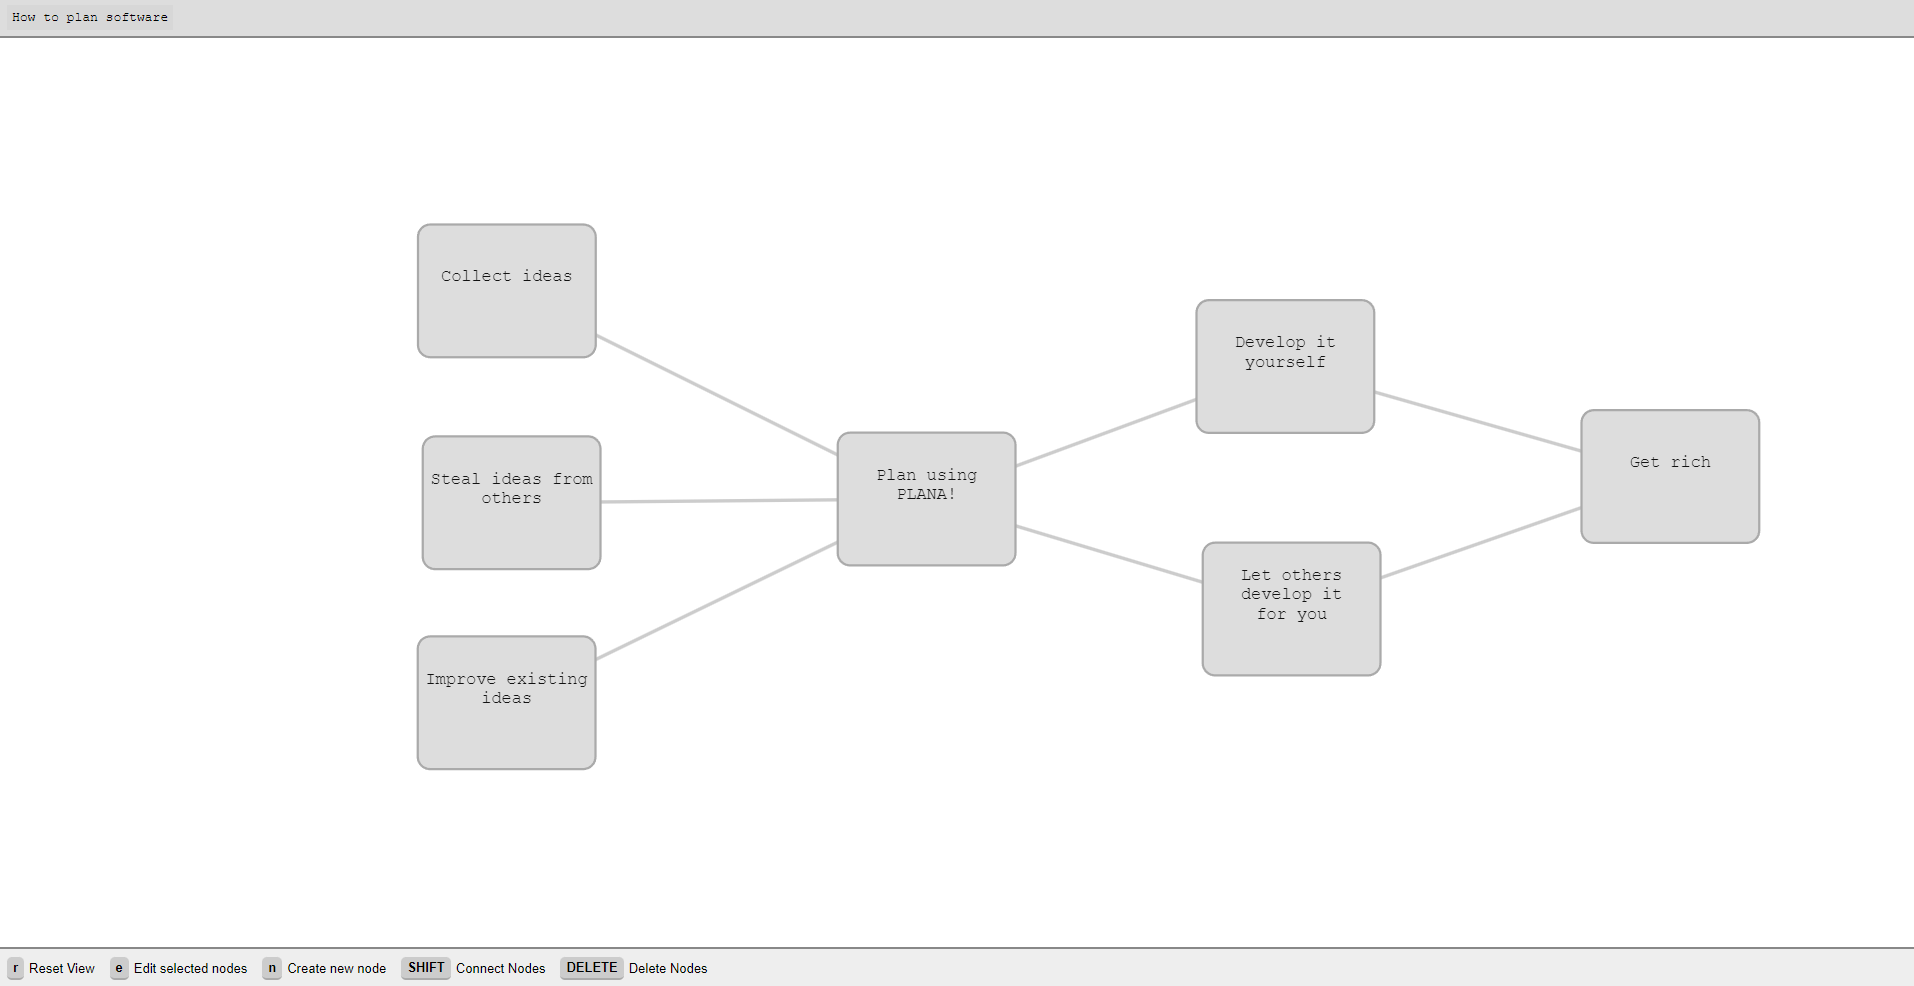 How to plan software
Collect ideas
Steal ideas from
others
Improve existing
ideas
Plan using
PLANA!
Develop it
yourself
Let others
develop it
for you
Get rich
r Reset View e Edit selected nodes n Create new node SHIFT Connect Nodes DELETE Delete Nodes